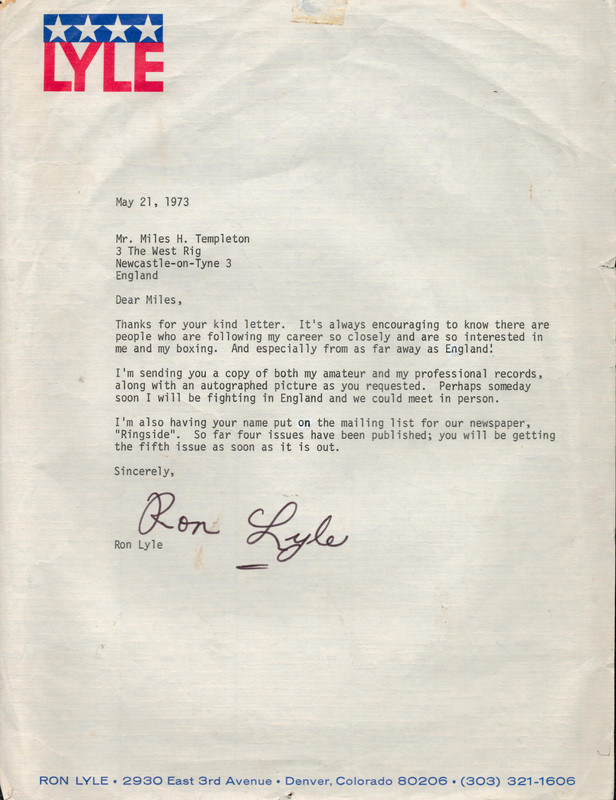 LYLE
May 21, 1973
Mr. Miles H. Templeton
3 The West Rig
Newcastle-on-Tyne 3
England
Dear Miles,
Thanks for your kind letter. It's always encouraging to know there are
people who are following my career so closely and are so interested in
me and my boxing. And especially from as far away as England!
I'm sending you a copy of both my amateur and my professional records,
along with an autographed picture as you requested. Perhaps someday
soon I will be fighting in England and we could meet in person.
I'm also having your name put on the mailing list for our newspaper,
"Ringside". So far four issues have been published; you will be getting
the fifth issue as soon as it is out.
Sincerely,
Ron Lyle
Ron Lyle
RON LYLE • 2930 East 3rd Avenue • Denver, Colorado 80206 • (303) 321-1606